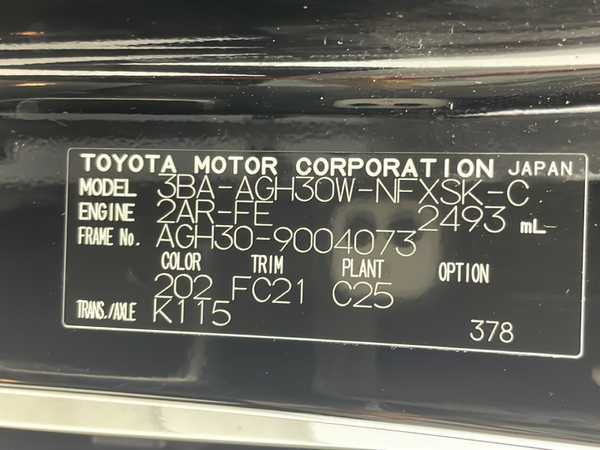 TOYOTA MOTOR CORPORATION JAPAN
MODEL 3BA-AGH30W-NFXSK-C
ENGINE 2AR-FE 2493 mL
FRAME No. AGH30-9004073
COLOR TRIM PLANT OPTION
202 FC21 C25
TRANS./AXLE K115
378